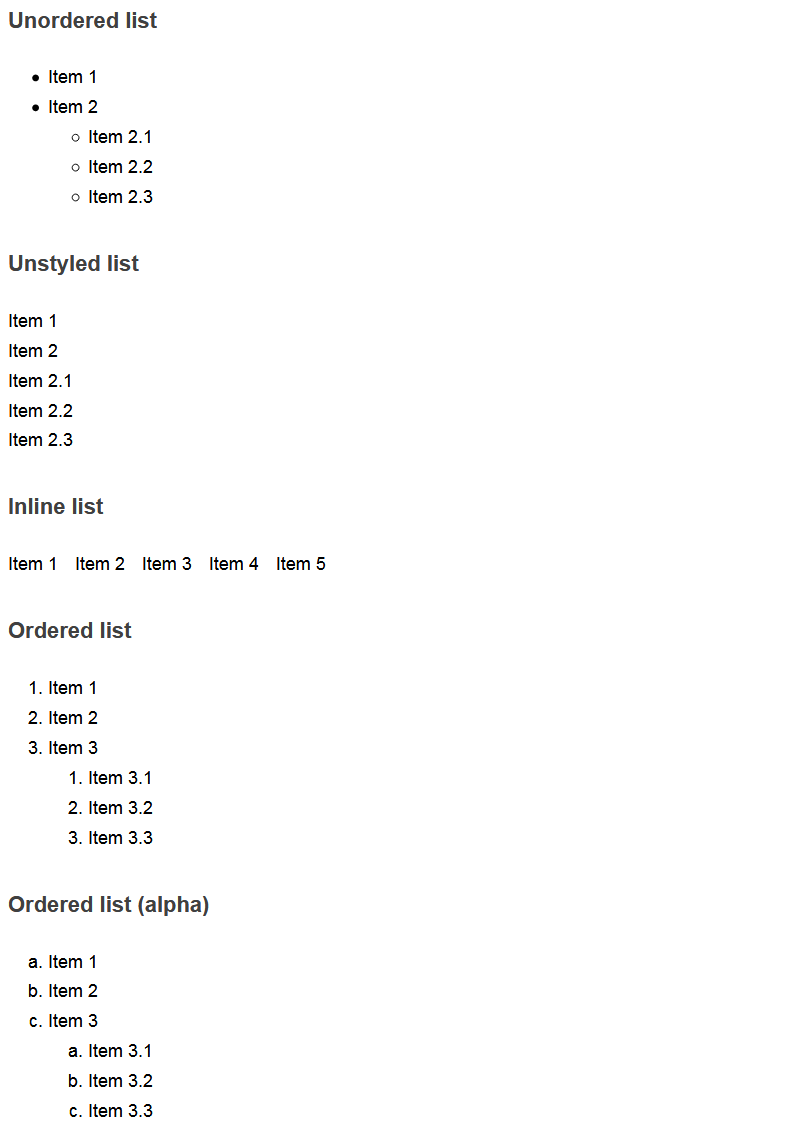 Unordered list
• Item 1
• Item 2
○ Item 2.1
○ Item 2.2
○ Item 2.3
Unstyled list
Item 1
Item 2
Item 2.1
Item 2.2
Item 2.3
Inline list
Item 1 Item 2 Item 3 Item 4 Item 5
Ordered list
1. Item 1
2. Item 2
3. Item 3
1. Item 3.1
2. Item 3.2
3. Item 3.3
Ordered list (alpha)
a. Item 1
b. Item 2
c. Item 3
a. Item 3.1
b. Item 3.2
c. Item 3.3